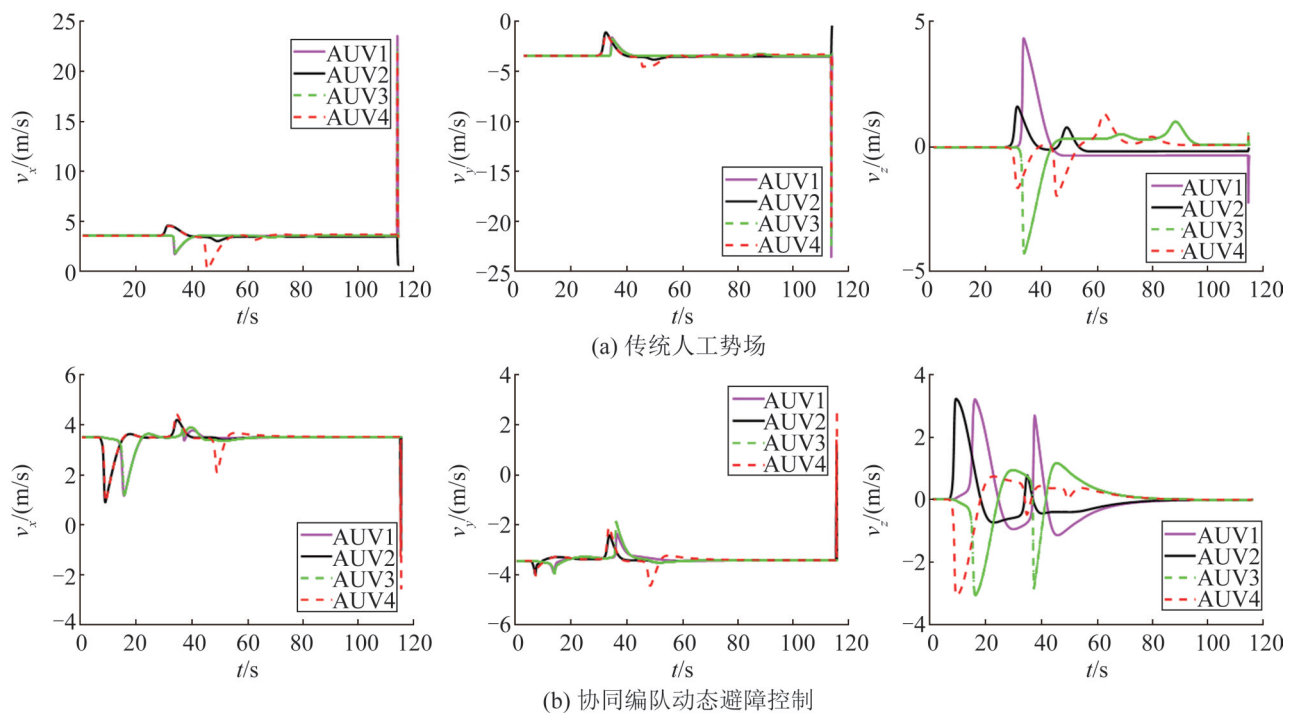 25
20
15
10
5
0
v_x/(m/s)
AUV1
AUV2
AUV3
AUV4
20 40 60 80 100 120
t/s
0
−5
−10
−15
−20
−25
v_y/(m/s)
AUV1
AUV2
AUV3
AUV4
20 40 60 80 100 120
t/s
5
0
−5
v_z/(m/s)
AUV1
AUV2
AUV3
AUV4
0 20 40 60 80 100 120
t/s
(a) 传统人工势场
6
4
2
0
−2
−4
v_x/(m/s)
AUV1
AUV2
AUV3
AUV4
0 20 40 60 80 100 120
t/s
4
2
0
−2
−4
−6
v_y/(m/s)
AUV1
AUV2
AUV3
AUV4
0 20 40 60 80 100 120
t/s
4
2
0
−2
−4
v_z/(m/s)
AUV1
AUV2
AUV3
AUV4
0 20 40 60 80 100 120
t/s
(b) 协同编队动态避障控制